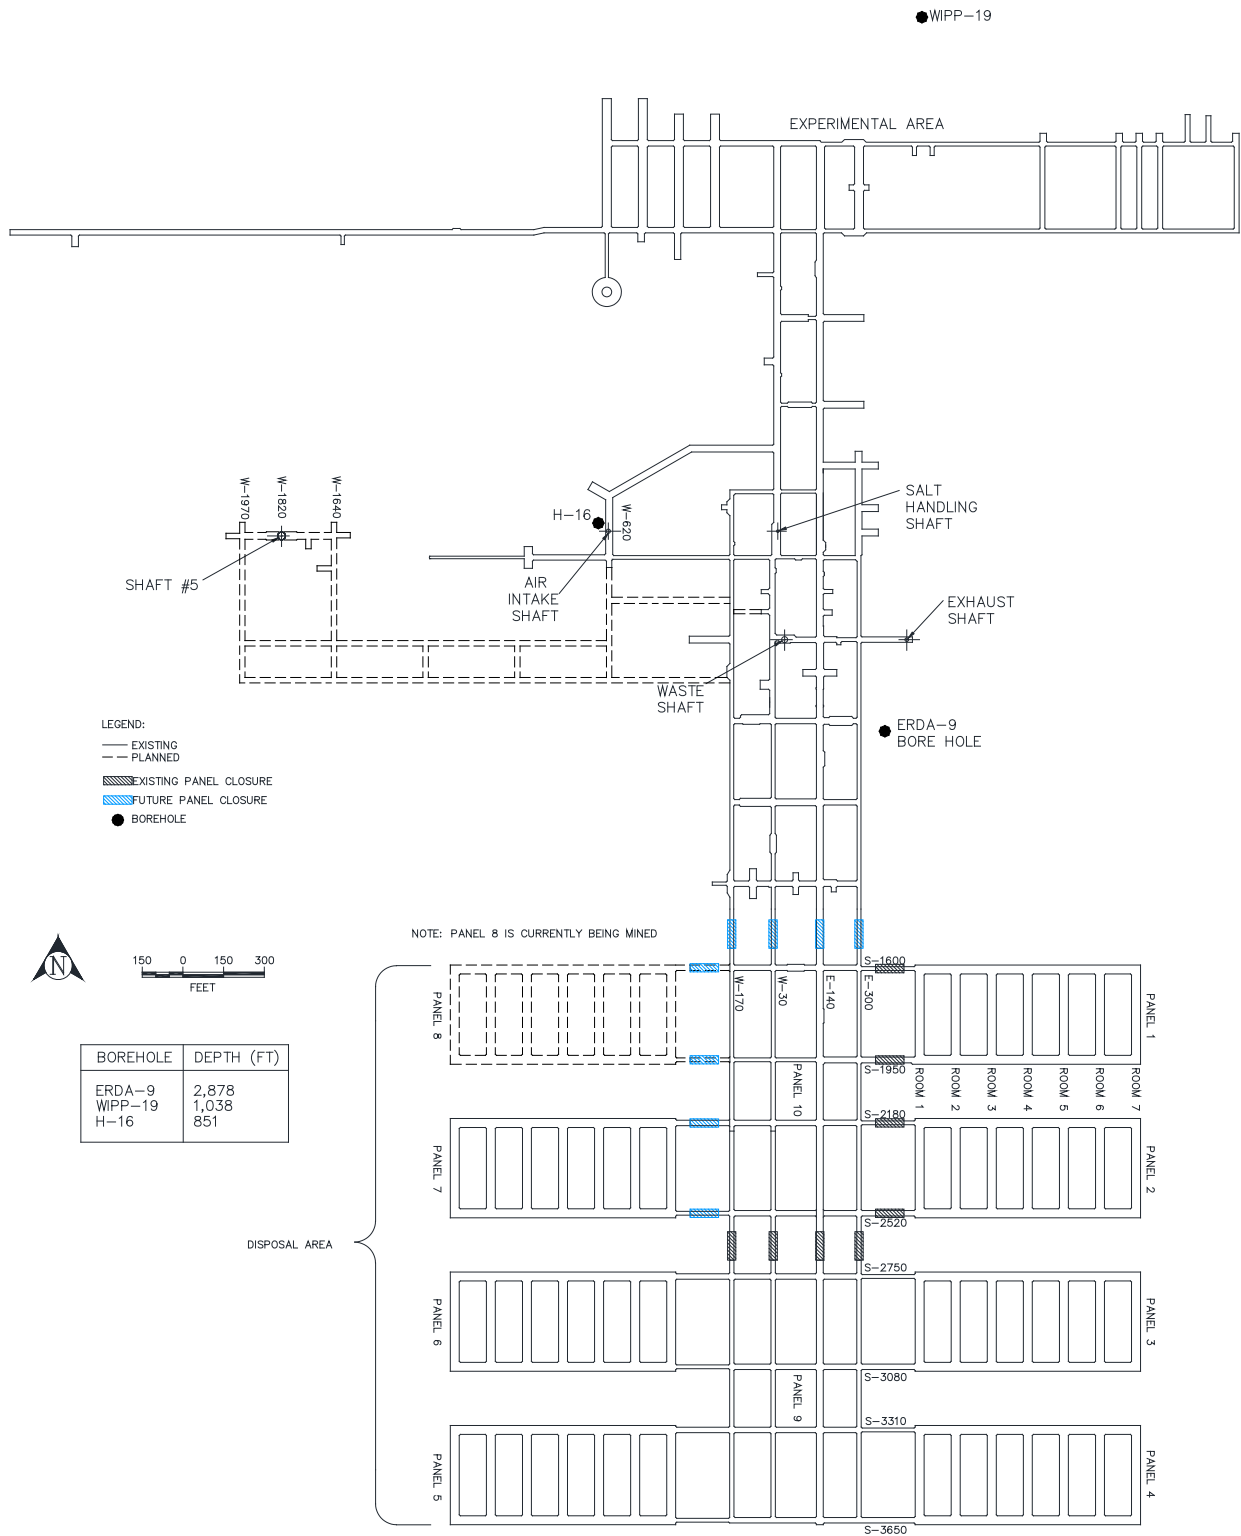 WIPP-19
EXPERIMENTAL AREA
W-1970
W-1820
W-1640
H-16
W-620
SALT
HANDLING
SHAFT
SHAFT #5
AIR
INTAKE
SHAFT
EXHAUST
SHAFT
WASTE
SHAFT
ERDA-9
BORE HOLE
LEGEND:
EXISTING
PLANNED
EXISTING PANEL CLOSURE
FUTURE PANEL CLOSURE
BOREHOLE
NOTE: PANEL 8 IS CURRENTLY BEING MINED
N
150 0 150 300
FEET
S-1600
W-170
W-30
E-140
E-300
PANEL 8
PANEL 1
BOREHOLE DEPTH (FT)
ERDA-9 2,878
WIPP-19 1,038
H-16 851
S-1950
PANEL 10
ROOM 1
ROOM 2
ROOM 3
ROOM 4
ROOM 5
ROOM 6
ROOM 7
S-2180
PANEL 7
PANEL 2
S-2520
DISPOSAL AREA
S-2750
PANEL 6
PANEL 3
S-3080
PANEL 9
S-3310
PANEL 5
PANEL 4
S-3650